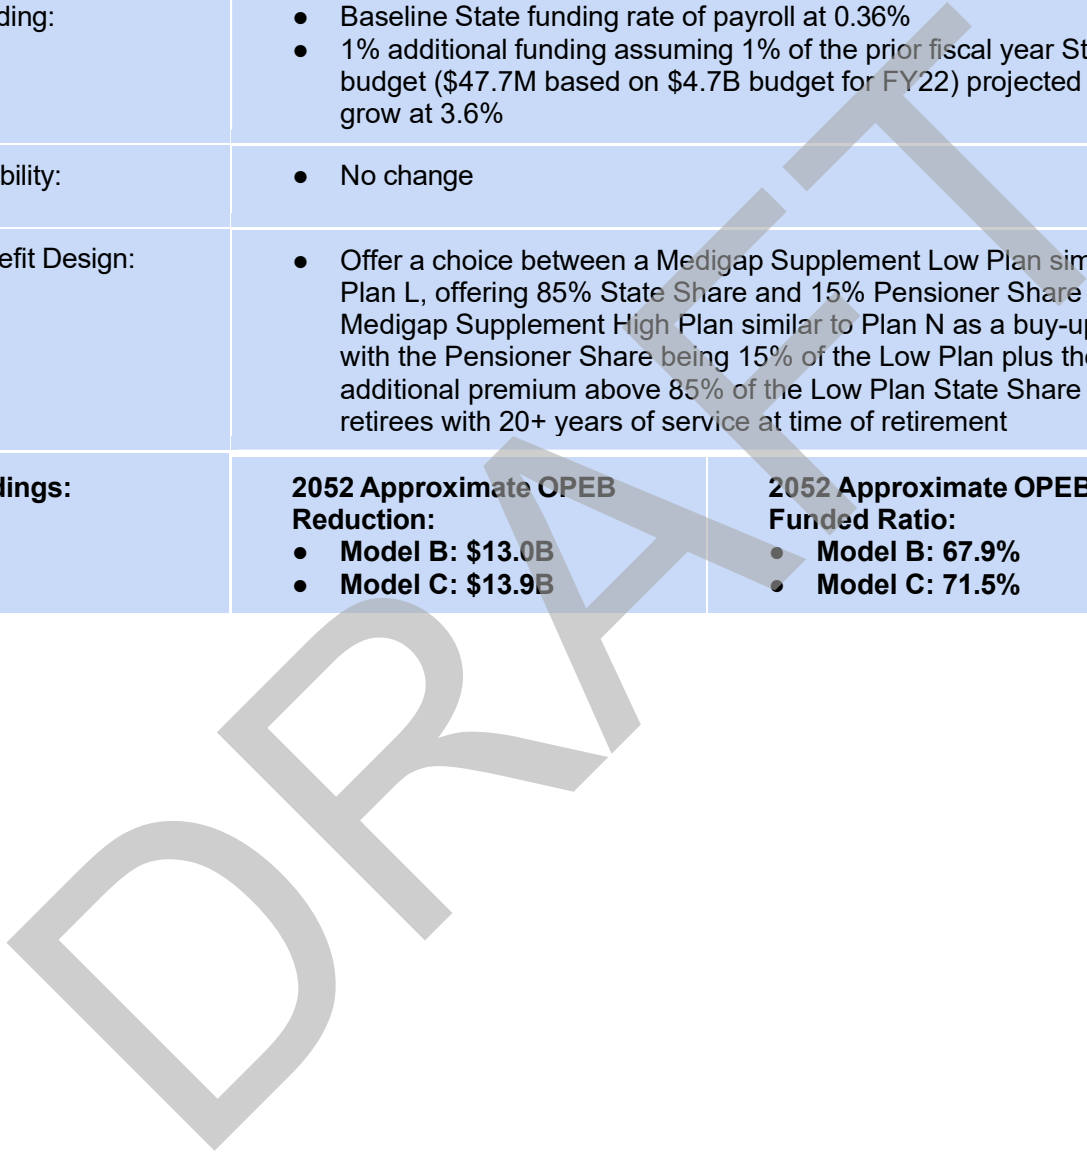 ding:
● Baseline State funding rate of payroll at 0.36%
● 1% additional funding assuming 1% of the prior fiscal year St
budget ($47.7M based on $4.7B budget for FY22) projected
grow at 3.6%
bility:
● No change
efit Design:
● Offer a choice between a Medigap Supplement Low Plan sim
Plan L, offering 85% State Share and 15% Pensioner Share
Medigap Supplement High Plan similar to Plan N as a buy-up
with the Pensioner Share being 15% of the Low Plan plus the
additional premium above 85% of the Low Plan State Share
retirees with 20+ years of service at time of retirement
dings:
2052 Approximate OPEB
Reduction:
● Model B: $13.0B
● Model C: $13.9B
2052 Approximate OPEB
Funded Ratio:
● Model B: 67.9%
● Model C: 71.5%
DRAFT